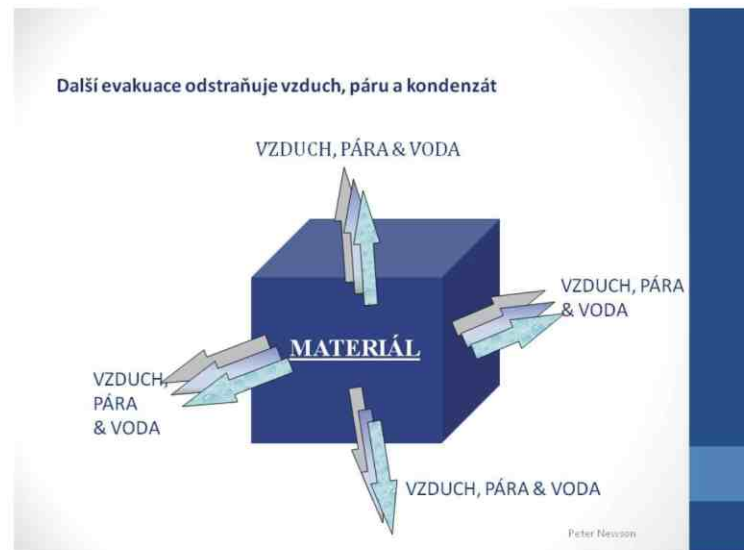 Další evakuace odstraňuje vzduch, páru a kondenzát
VZDUCH, PÁRA & VODA
VZDUCH, PÁRA
& VODA
MATERIÁL
VZDUCH,
PÁRA
& VODA
VZDUCH, PÁRA & VODA
Peter Newson